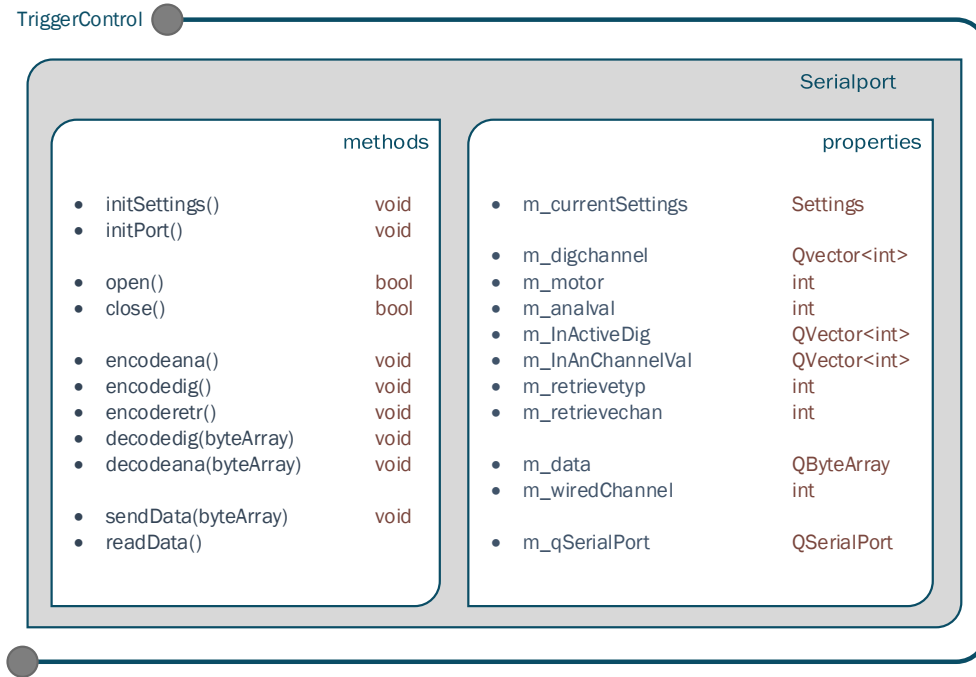 TriggerControl
Serialport
methods
• initSettings() void
• initPort() void
• open() bool
• close() bool
• encodeana() void
• encodedig() void
• encoderetr() void
• decodedig(byteArray) void
• decodeana(byteArray) void
• sendData(byteArray) void
• readData()
properties
• m_currentSettings Settings
• m_digchannel Qvector<int>
• m_motor int
• m_analval int
• m_InActiveDig QVector<int>
• m_InAnChannelVal QVector<int>
• m_retrievetyp int
• m_retrievechan int
• m_data QByteArray
• m_wiredChannel int
• m_qSerialPort QSerialPort